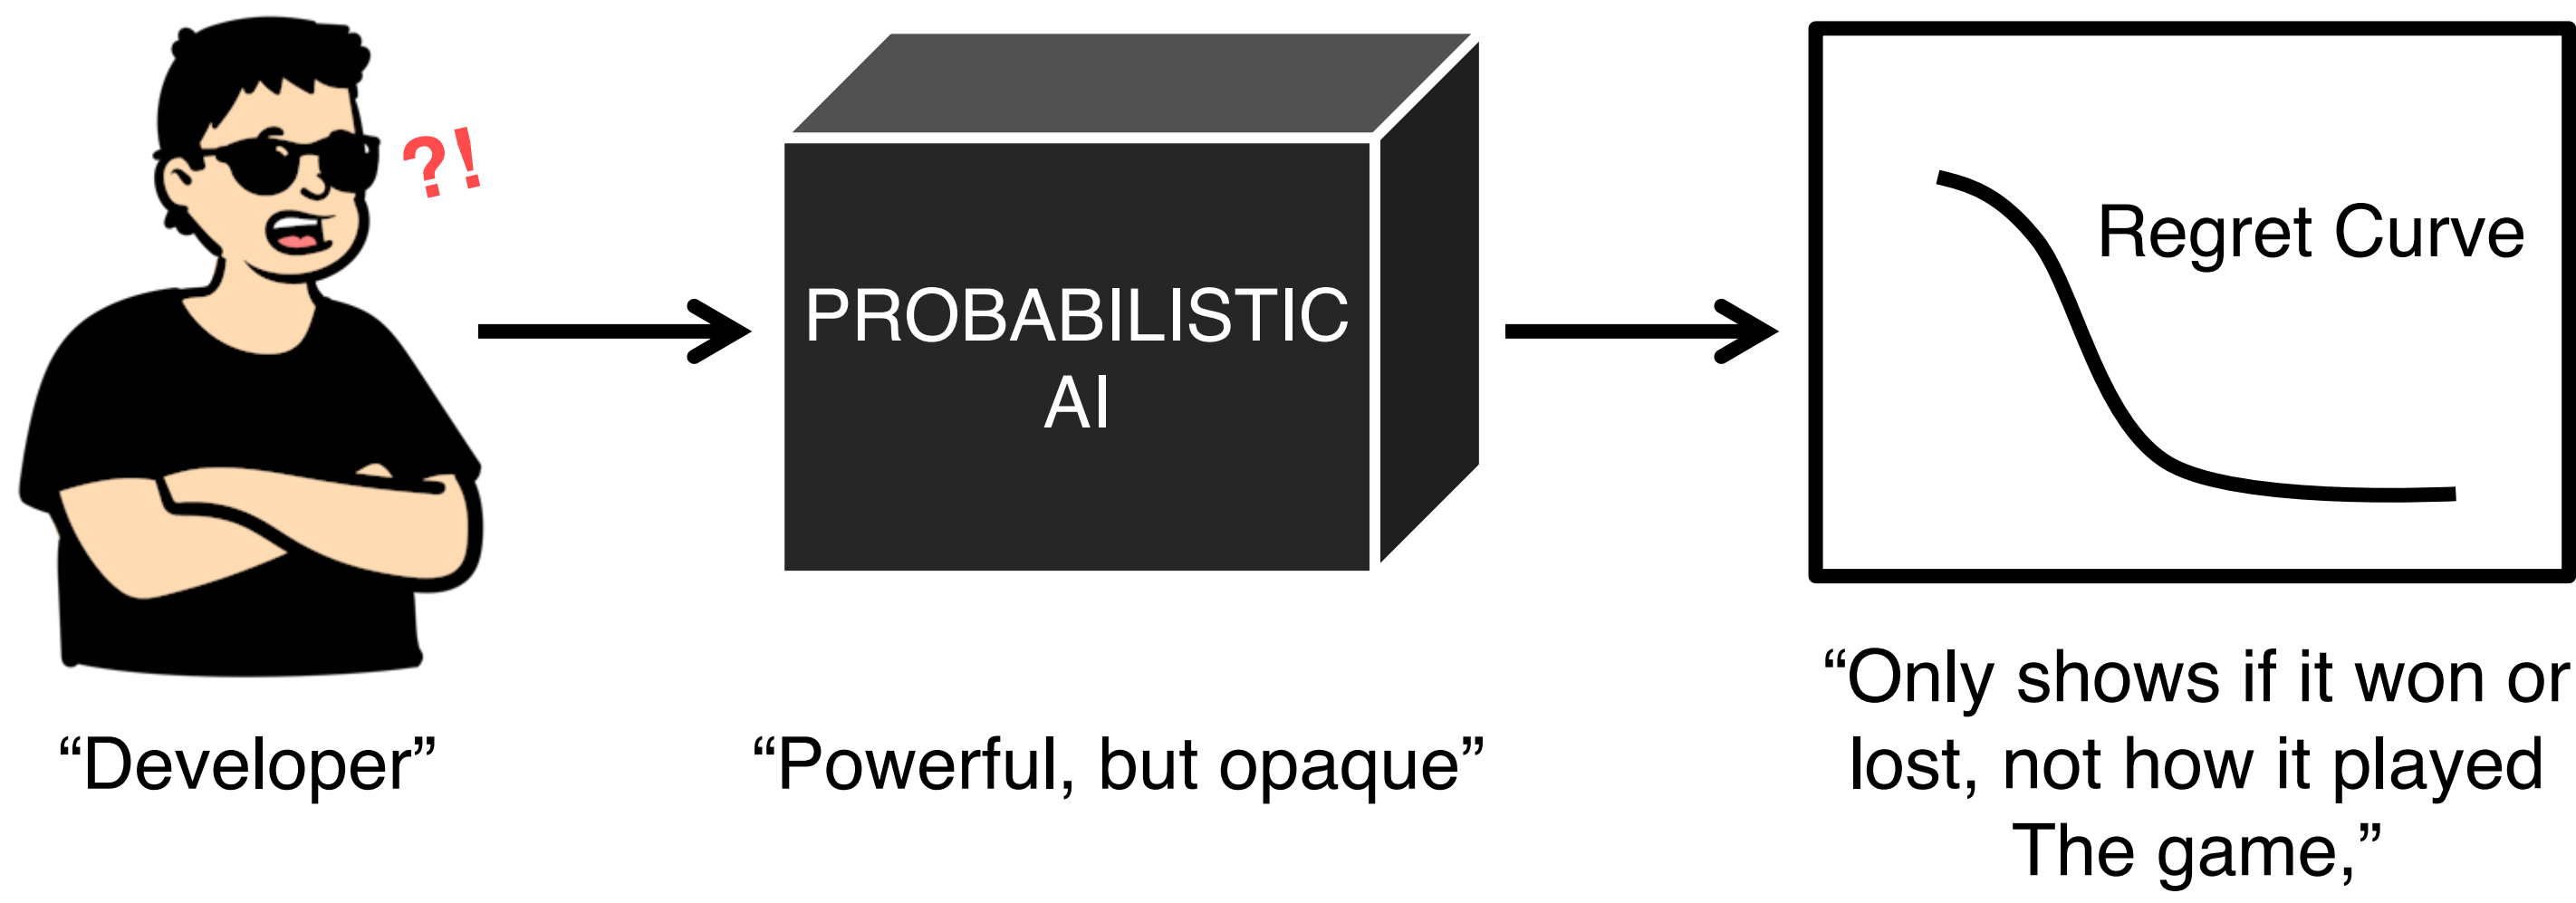 ?!
PROBABILISTIC
AI
Regret Curve
“Developer”
“Powerful, but opaque”
“Only shows if it won or
lost, not how it played
The game,”